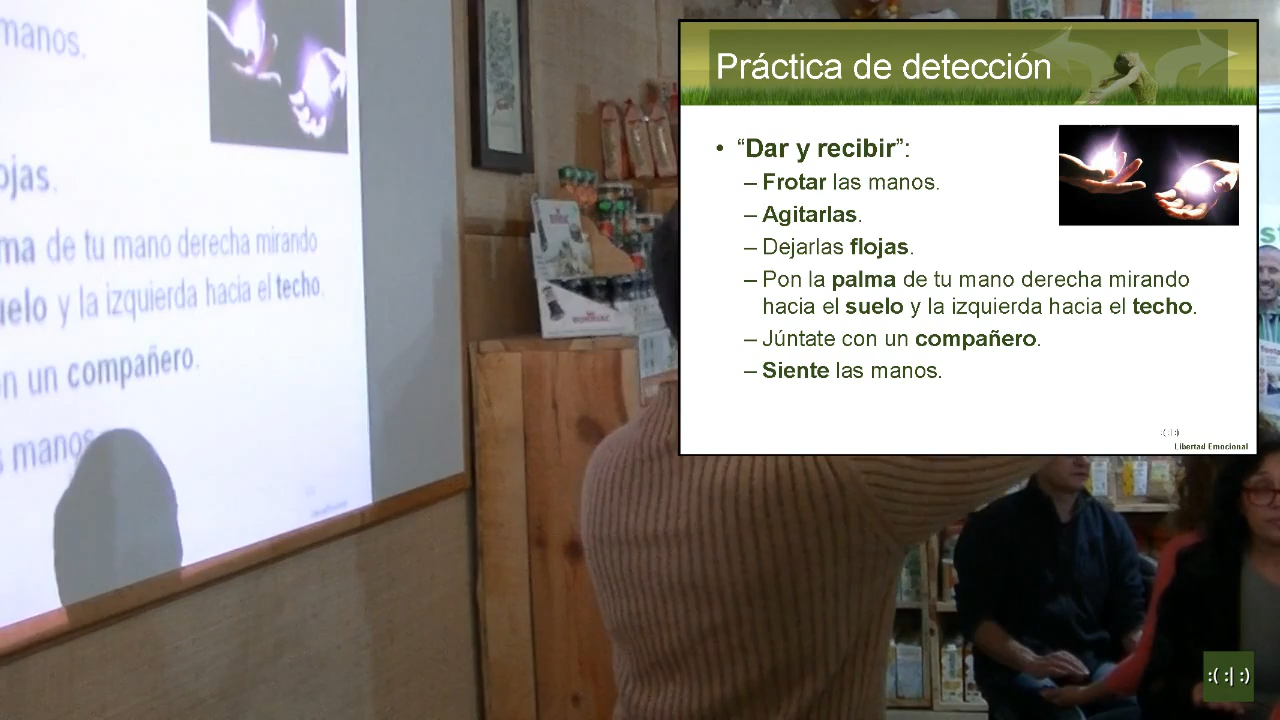 manos.
ojas.
ma de tu mano derecha mirando
uelo y la izquierda hacia el techo.
n un compañero.
s manos
Práctica de detección
• “Dar y recibir”:
– Frotar las manos.
– Agitarlas.
– Dejarlas flojas.
– Pon la palma de tu mano derecha mirando
hacia el suelo y la izquierda hacia el techo.
– Júntate con un compañero.
– Siente las manos.
:( :| :)
Libertad Emocional
:( :| :)